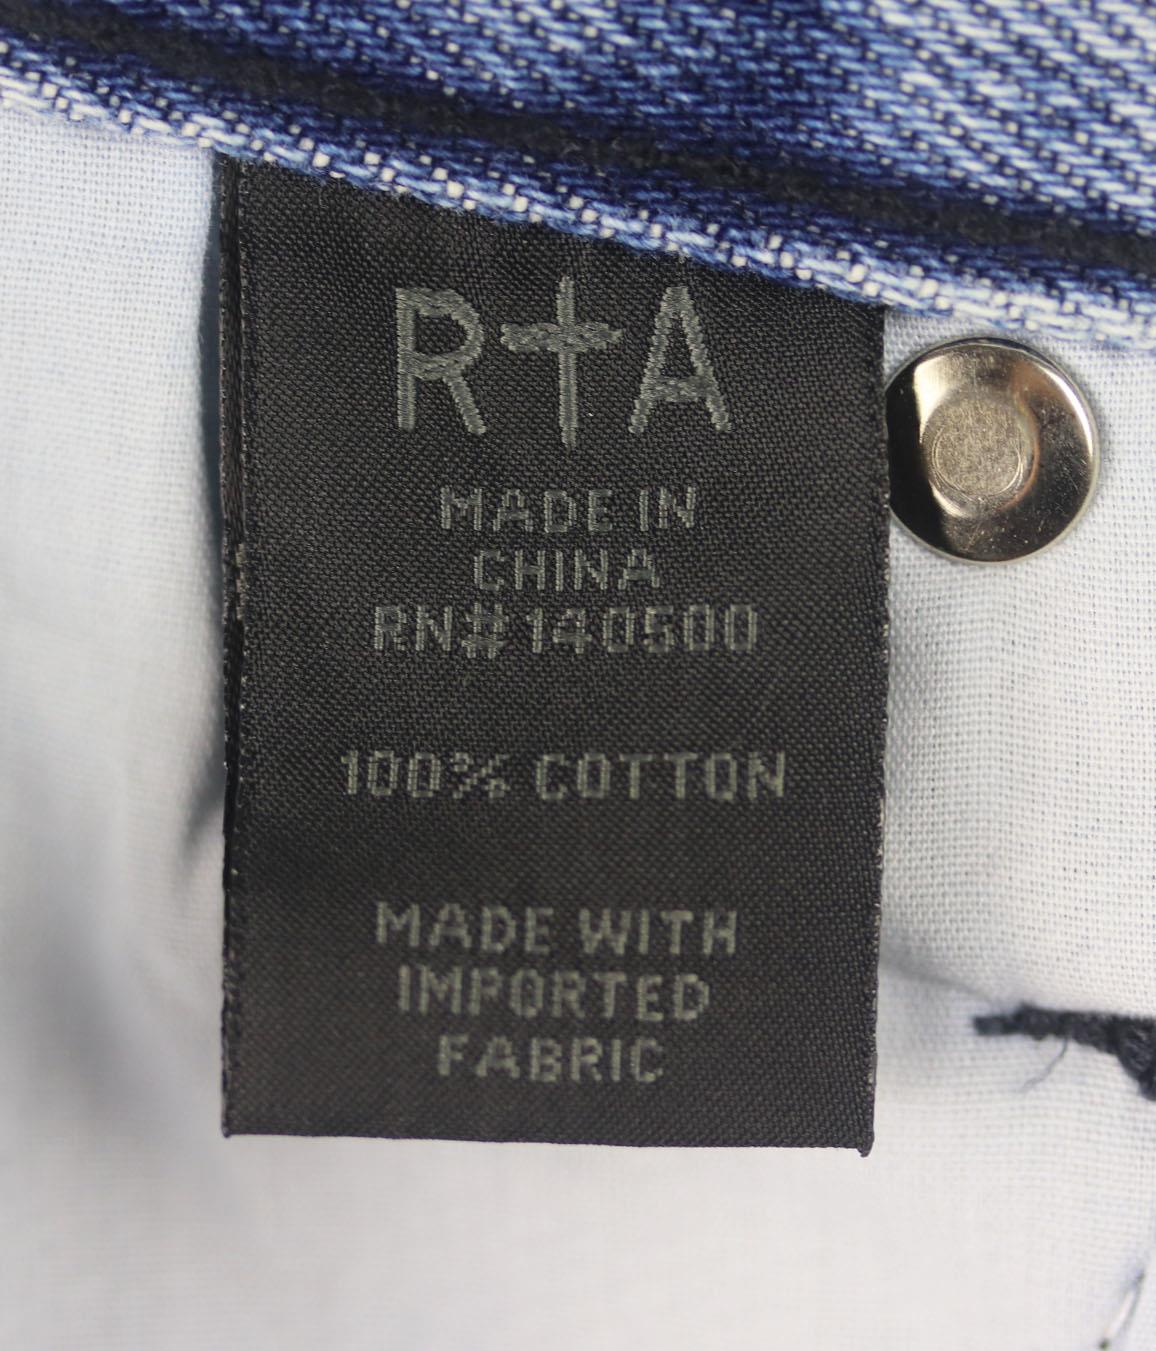 R†A
MADE IN
CHINA
RN#140500
100% COTTON
MADE WITH
IMPORTED
FABRIC